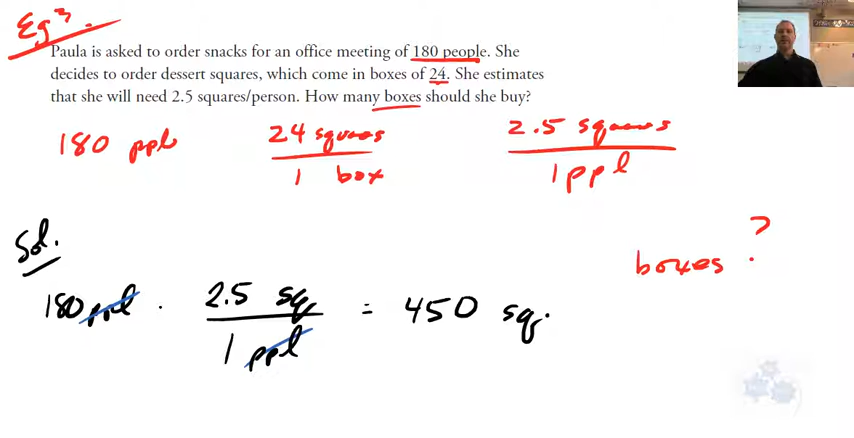 Eg 3
Paula is asked to order snacks for an office meeting of 180 people. She
decides to order dessert squares, which come in boxes of 24. She estimates
that she will need 2.5 squares/person. How many boxes should she buy?
180 ppl
24 squares
1 box
2.5 squares
1 ppl
boxes ?
Sol.
180 ppl · 2.5 sq / 1 ppl = 450 sq.